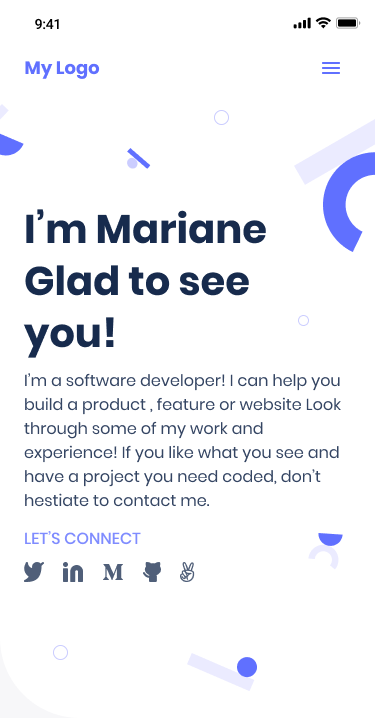 9:41
My Logo
I’m Mariane
Glad to see
you!
I’m a software developer! I can help you
build a product , feature or website Look
through some of my work and
experience! If you like what you see and
have a project you need coded, don’t
hestiate to contact me.
LET’S CONNECT